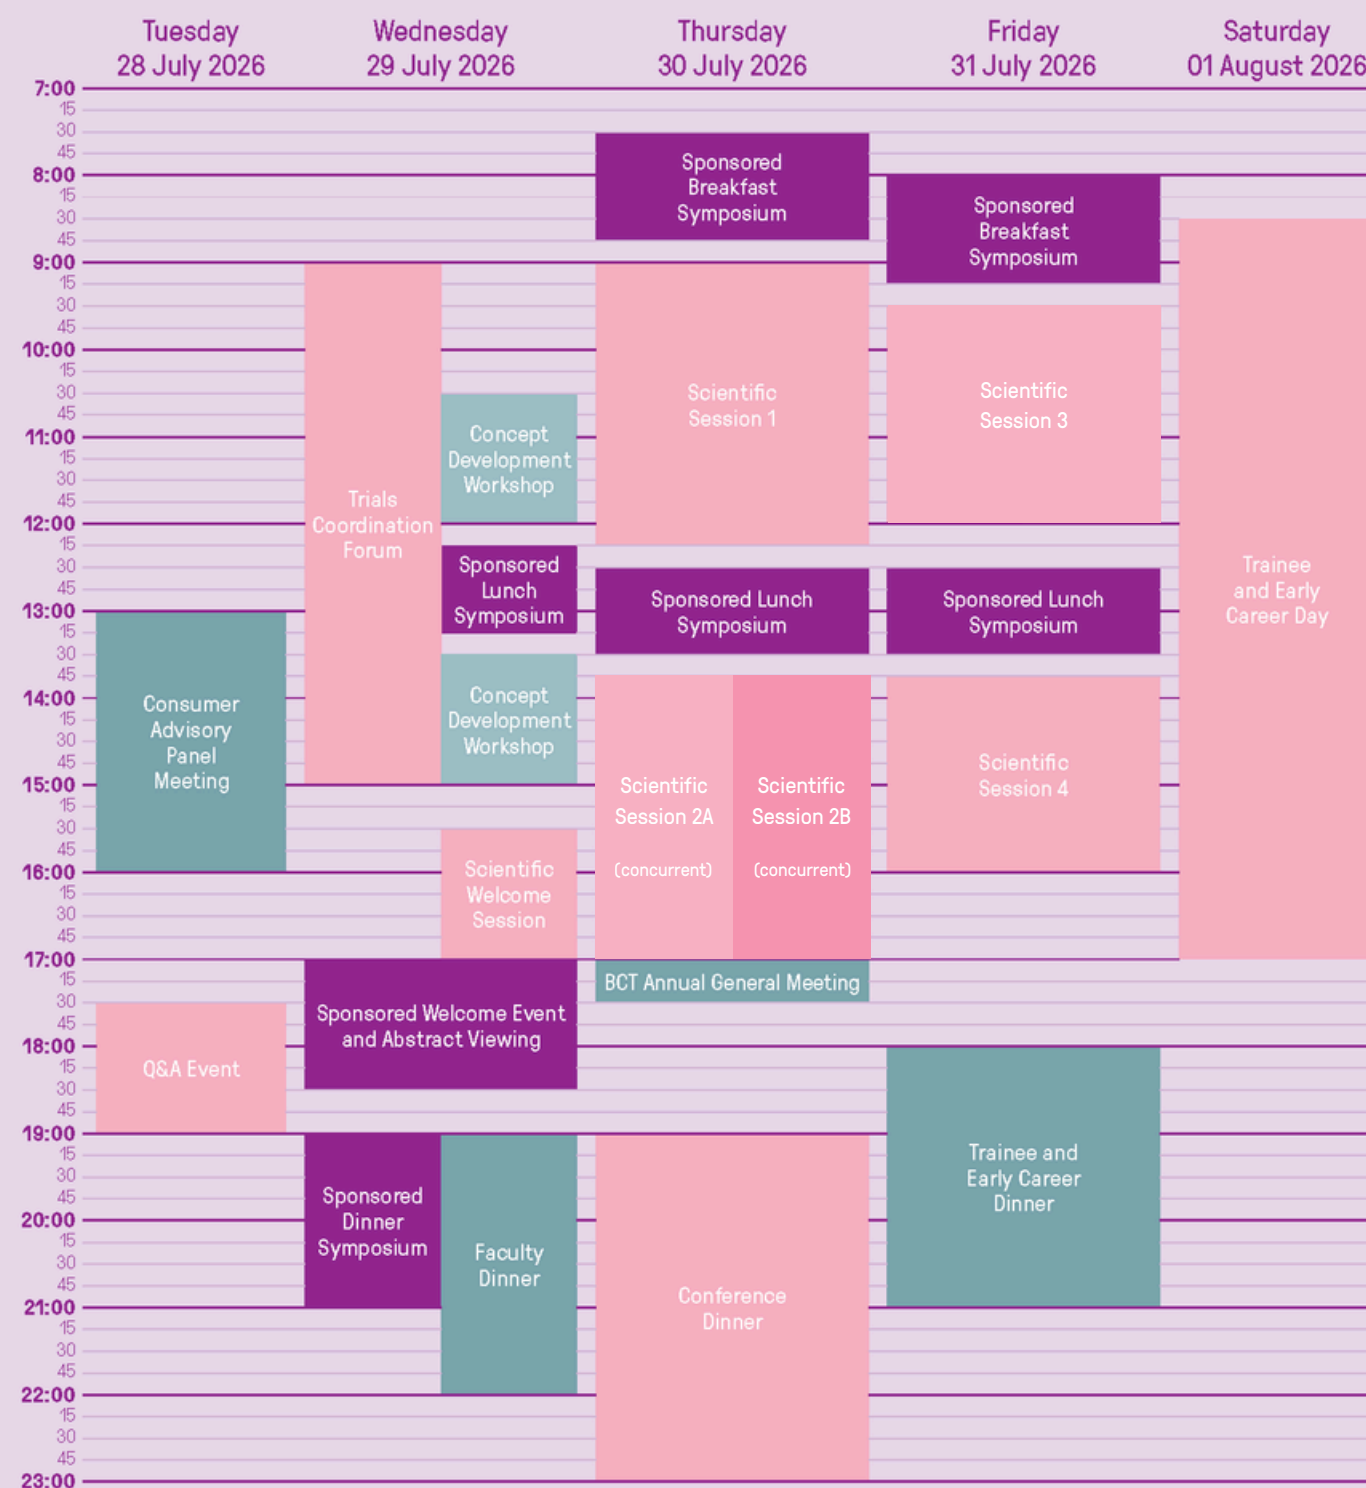 Tuesday
28 July 2026
Wednesday
29 July 2026
Thursday
30 July 2026
Friday
31 July 2026
Saturday
01 August 2026
7:00
15
30
45
8:00
15
30
45
9:00
15
30
45
10:00
15
30
45
11:00
15
30
45
12:00
15
30
45
13:00
15
30
45
14:00
15
30
45
15:00
15
30
45
16:00
15
30
45
17:00
15
30
45
18:00
15
30
45
19:00
15
30
45
20:00
15
30
45
21:00
15
30
45
22:00
15
30
45
23:00
Consumer
Advisory
Panel
Meeting
Q&A Event
Trials
Coordination
Forum
Concept
Development
Workshop
Sponsored
Lunch
Symposium
Concept
Development
Workshop
Scientific
Welcome
Session
Sponsored Welcome Event
and Abstract Viewing
Sponsored
Dinner
Symposium
Faculty
Dinner
Sponsored
Breakfast
Symposium
Scientific
Session 1
Sponsored Lunch
Symposium
Scientific
Session 2A
(concurrent)
Scientific
Session 2B
(concurrent)
BCT Annual General Meeting
Conference
Dinner
Sponsored
Breakfast
Symposium
Scientific
Session 3
Sponsored Lunch
Symposium
Scientific
Session 4
Trainee and
Early Career
Dinner
Trainee
and Early
Career Day